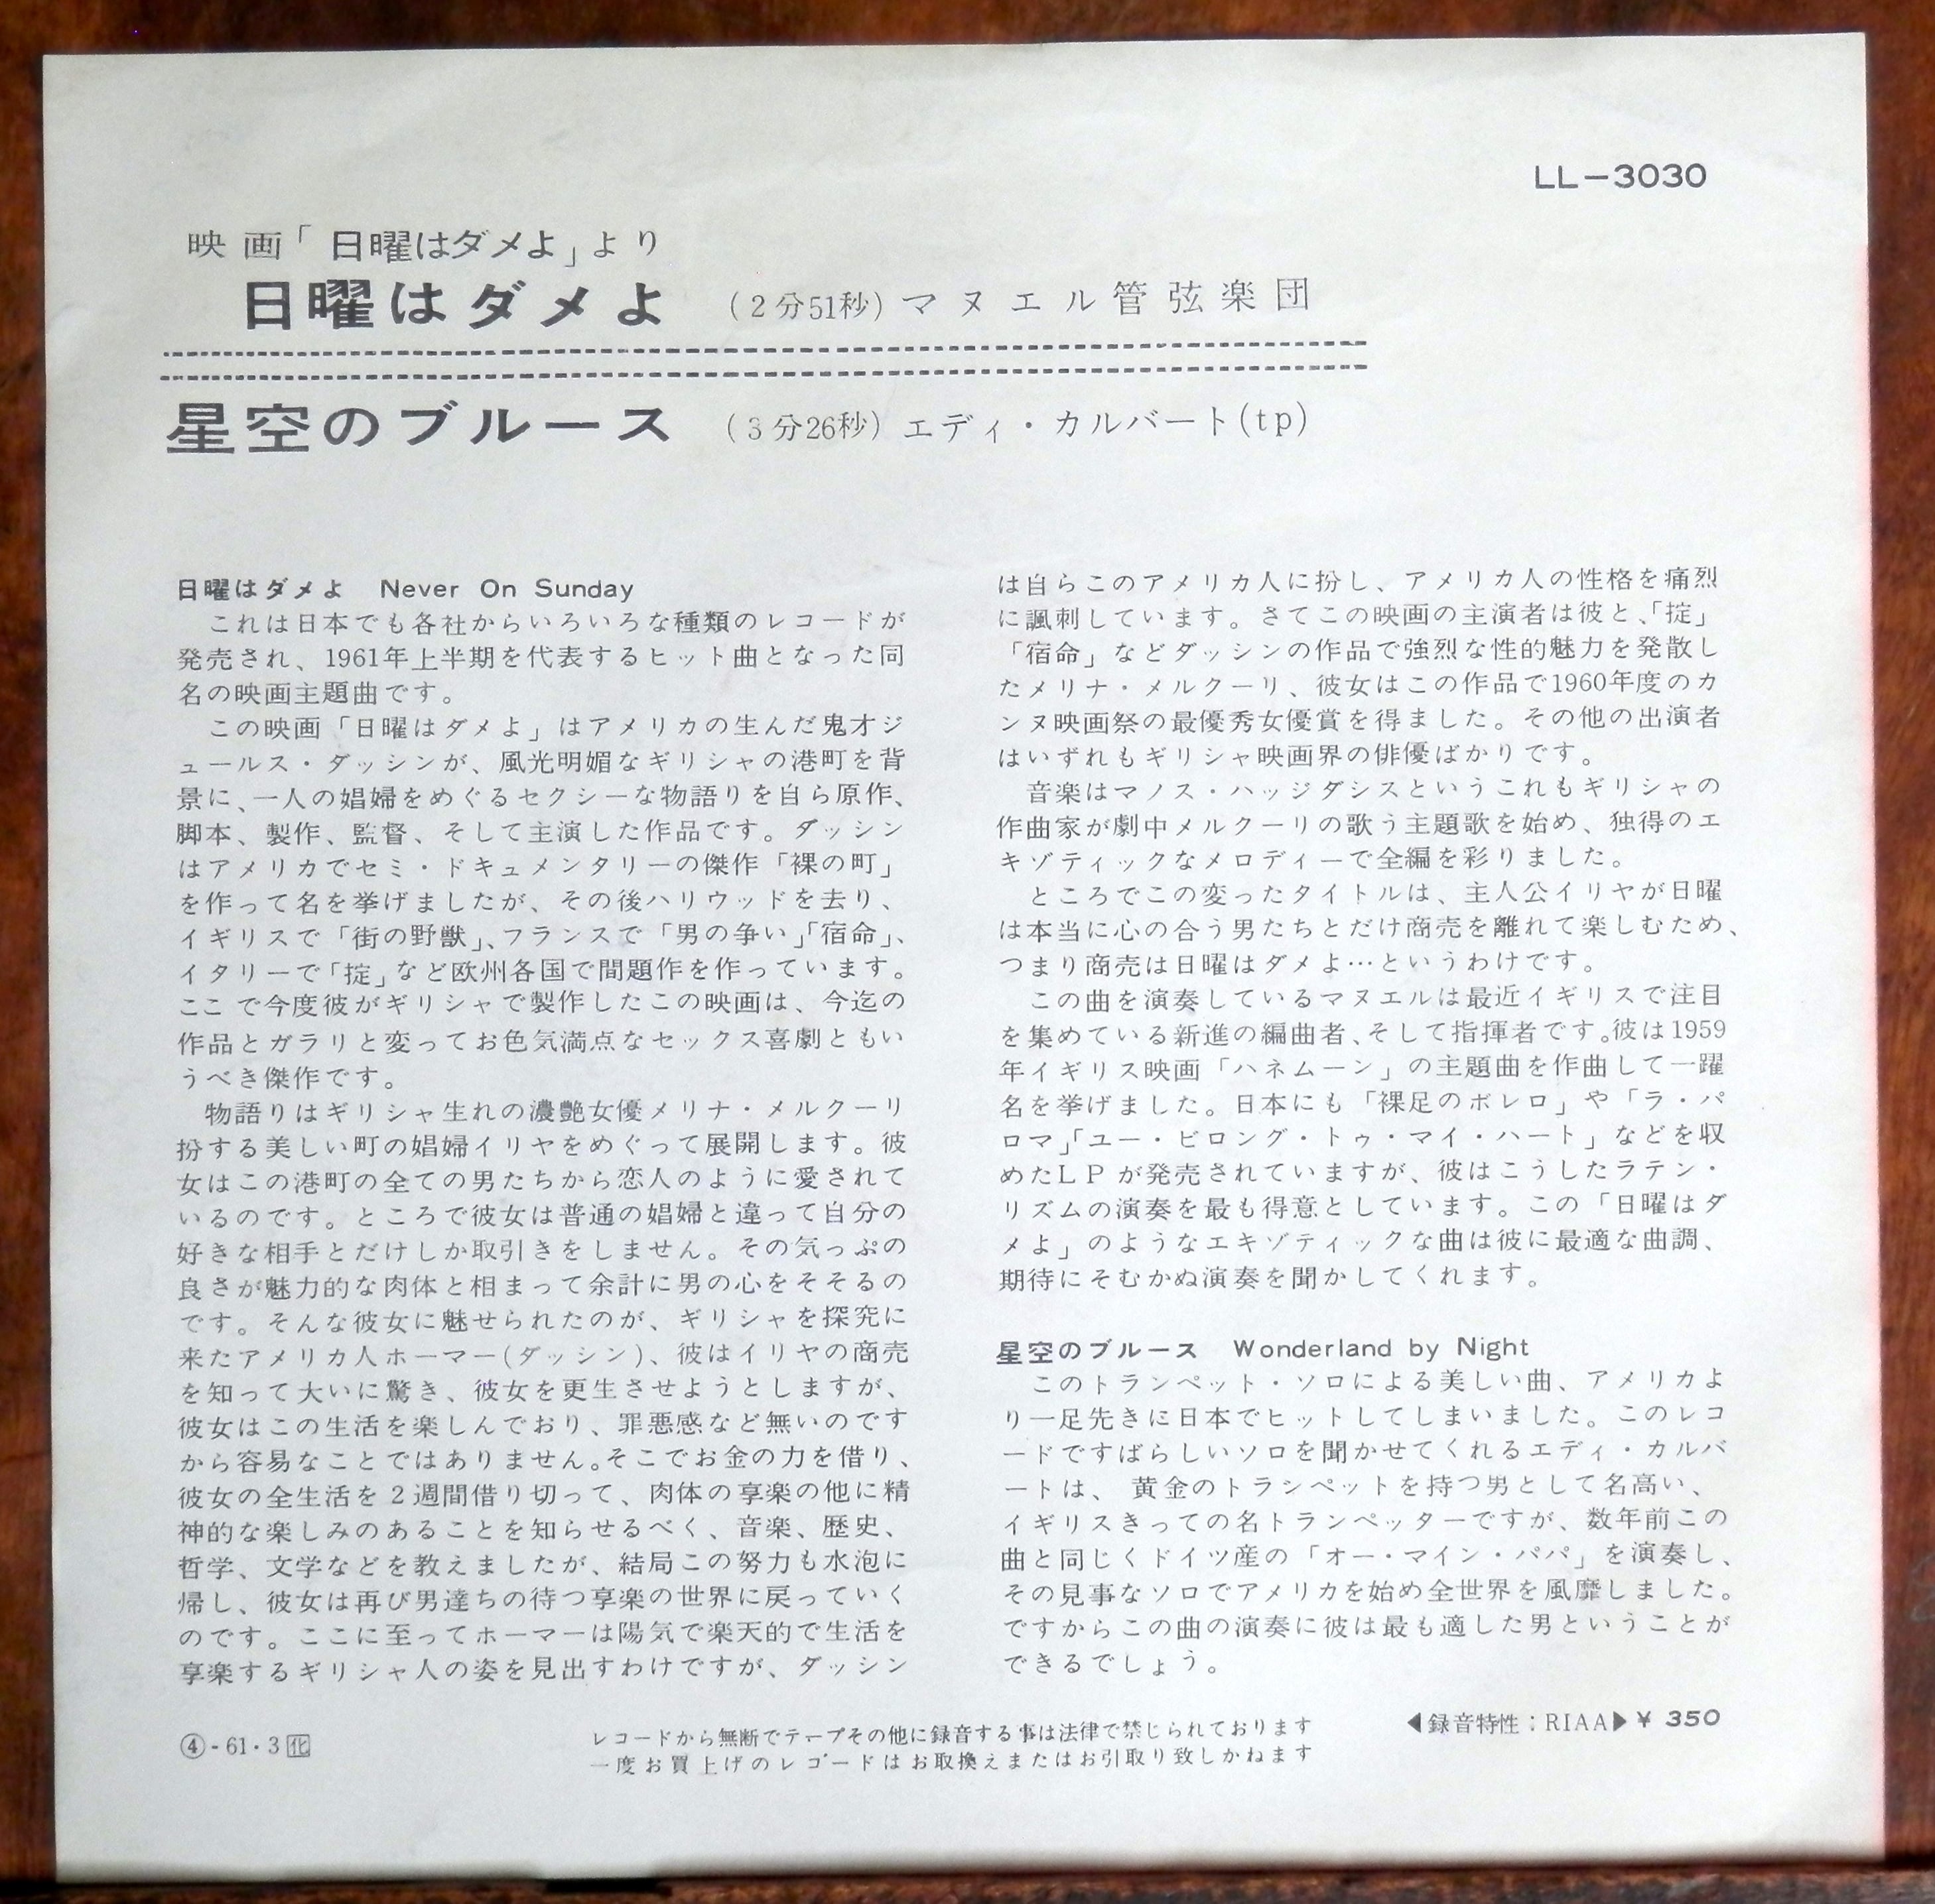 LL-3030
映画「日曜はダメよ」より
日曜はダメよ (2分51秒) マヌエル管弦楽団
星空のブルース (3分26秒) エディ・カルバート(tp)
日曜はダメよ Never On Sunday
これは日本でも各社からいろいろな種類のレコードが
発売され、1961年上半期を代表するヒット曲となった同
名の映画主題曲です。
この映画「日曜はダメよ」はアメリカの生んだ鬼才ジ
ュールス・ダッシンが、風光明媚なギリシャの港町を背
景に、一人の娼婦をめぐるセクシーな物語りを自ら原作、
脚本、製作、監督、そして主演した作品です。ダッシン
はアメリカでセミ・ドキュメンタリーの傑作「裸の町」
を作って名を挙げましたが、その後ハリウッドを去り、
イギリスで「街の野獣」、フランスで「男の争い」「宿命」、
イタリーで「掟」など欧州各国で問題作を作っています。
ここで今度彼がギリシャで製作したこの映画は、今迄の
作品とガラリと変ってお色気満点なセックス喜劇ともい
うべき傑作です。
物語りはギリシャ生れの濃艶女優メリナ・メルクーリ
扮する美しい町の娼婦イリヤをめぐって展開します。彼
女はこの港町の全ての男たちから恋人のように愛されて
いるのです。ところで彼女は普通の娼婦と違って自分の
好きな相手とだけしか取引きをしません。その気っぷの
良さが魅力的な肉体と相まって余計に男の心をそそるの
です。そんな彼女に魅せられたのが、ギリシャを探究に
来たアメリカ人ホーマー(ダッシン)、彼はイリヤの商売
を知って大いに驚き、彼女を更生させようとしますが、
彼女はこの生活を楽しんでおり、罪悪感など無いのです
から容易なことではありません。そこでお金の力を借り、
彼女の全生活を2週間借り切って、肉体の享楽の他に精
神的な楽しみのあることを知らせるべく、音楽、歴史、
哲学、文学などを教えましたが、結局この努力も水泡に
帰し、彼女は再び男達ちの待つ享楽の世界に戻っていく
のです。ここに至ってホーマーは陽気で楽天的で生活を
享楽するギリシャ人の姿を見出すわけですが、ダッシン
は自らこのアメリカ人に扮し、アメリカ人の性格を痛烈
に諷刺しています。さてこの映画の主演者は彼と、「掟」
「宿命」などダッシンの作品で強烈な性的魅力を発散し
たメリナ・メルクーリ、彼女はこの作品で1960年度のカ
ンヌ映画祭の最優秀女優賞を得ました。その他の出演者
はいずれもギリシャ映画界の俳優ばかりです。
音楽はマノス・ハッジダシスというこれもギリシャの
作曲家が劇中メルクーリの歌う主題歌を始め、独得のエ
キゾティックなメロディーで全編を彩りました。
ところでこの変ったタイトルは、主人公イリヤが日曜
は本当に心の合う男たちとだけ商売を離れて楽しむため、
つまり商売は日曜はダメよ…というわけです。
この曲を演奏しているマヌエルは最近イギリスで注目
を集めている新進の編曲者、そして指揮者です。彼は1959
年イギリス映画「ハネムーン」の主題曲を作曲して一躍
名を挙げました。日本にも「裸足のボレロ」や「ラ・パ
ロマ」「ユー・ビロング・トゥ・マイ・ハート」などを収
めたLPが発売されていますが、彼はこうしたラテン・
リズムの演奏を最も得意としています。この「日曜はダ
メよ」のようなエキゾティックな曲は彼に最適な曲調、
期待にそむかぬ演奏を聞かしてくれます。
星空のブルース Wonderland by Night
このトランペット・ソロによる美しい曲、アメリカよ
り一足先きに日本でヒットしてしまいました。このレコ
ードですばらしいソロを聞かせてくれるエディ・カルバ
ートは、黄金のトランペットを持つ男として名高い、
イギリスきっての名トランペッターですが、数年前この
曲と同じくドイツ産の「オー・マイン・パパ」を演奏し、
その見事なソロでアメリカを始め全世界を風靡しました。
ですからこの曲の演奏に彼は最も適した男ということが
できるでしょう。
④-61・3㊗化
レコードから無断でテープその他に録音する事は法律で禁じられております
一度お買上げのレコードはお取換えまたはお引取り致しかねます
◀録音特性：RIAA▶¥ 350